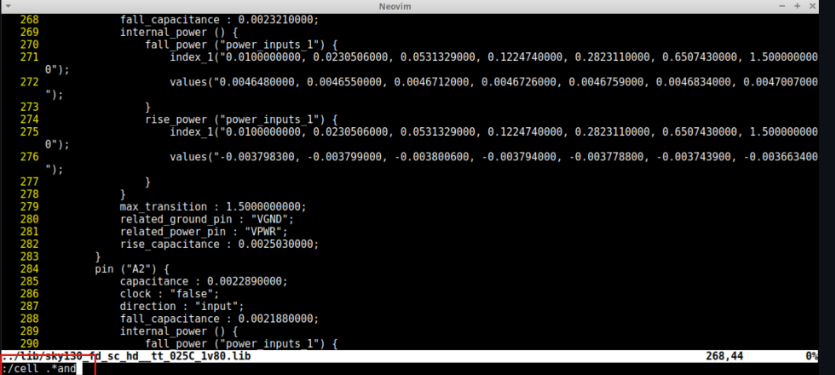 Neovim
268 fall_capacitance : 0.0023210000;
269 internal_power () {
270 fall_power ("power_inputs_1") {
271 index_1("0.0100000000, 0.0230506000, 0.0531329000, 0.1224740000, 0.2823110000, 0.6507430000, 1.500000000
0");
272 values("0.0046480000, 0.0046550000, 0.0046712000, 0.0046726000, 0.0046759000, 0.0046834000, 0.0047007000
");
273 }
274 rise_power ("power_inputs_1") {
275 index_1("0.0100000000, 0.0230506000, 0.0531329000, 0.1224740000, 0.2823110000, 0.6507430000, 1.500000000
0");
276 values("-0.003798300, -0.003799000, -0.003800600, -0.003794000, -0.003778800, -0.003743900, -0.003663400
");
277 }
278 }
279 max_transition : 1.5000000000;
280 related_ground_pin : "VGND";
281 related_power_pin : "VPWR";
282 rise_capacitance : 0.0025030000;
283 }
284 pin ("A2") {
285 capacitance : 0.0022890000;
286 clock : "false";
287 direction : "input";
288 fall_capacitance : 0.0021880000;
289 internal_power () {
290 fall_power ("power_inputs_1") {
../lib/sky130_fd_sc_hd__tt_025C_1v80.lib 268,44 0%
:/cell .*and